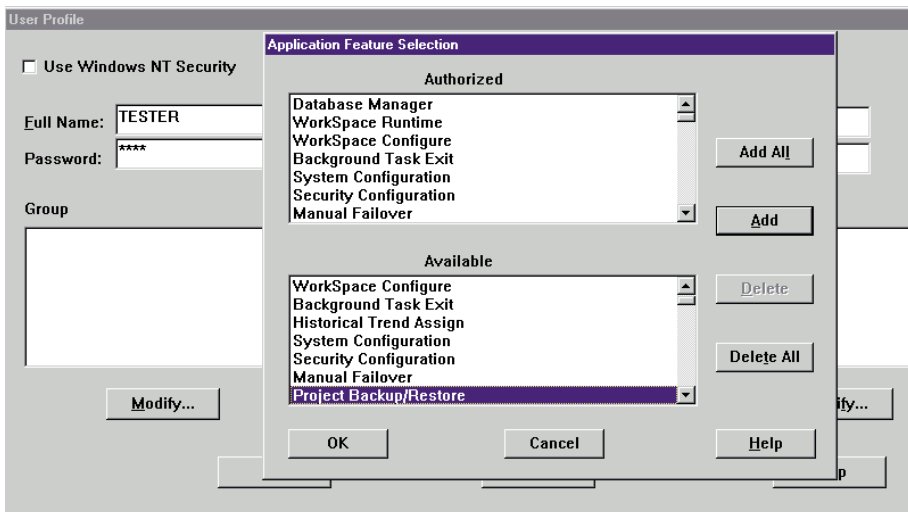 User Profile
Application Feature Selection
Use Windows NT Security
Authorized
Full Name: TESTER
Password: ****
Database Manager
WorkSpace Runtime
WorkSpace Configure
Background Task Exit
System Configuration
Security Configuration
Manual Failover
Add All
Add
Group
Available
WorkSpace Configure
Background Task Exit
Historical Trend Assign
System Configuration
Security Configuration
Manual Failover
Project Backup/Restore
Delete
Delete All
Modify...
ify...
OK
Cancel
Help
p